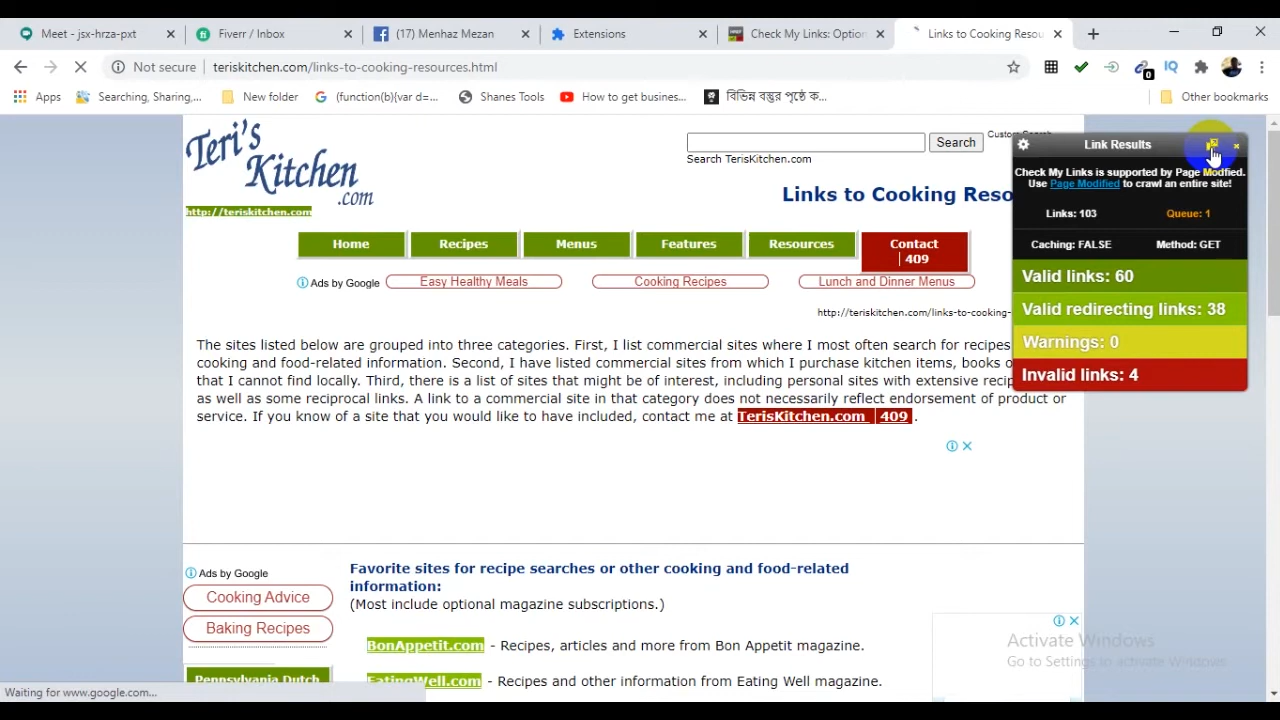 Meet - jsx-hrza-pxt
Fiverr / Inbox
(17) Menhaz Mezan
Extensions
Check My Links: Option
Links to Cooking Resou
Not secure
teriskitchen.com/links-to-cooking-resources.html
0
Apps
Searching, Sharing,...
New folder
(function(b){var d=...
Shanes Tools
How to get busines...
বিভিন্ন বস্তুর পৃষ্ঠে ক...
Other bookmarks
Teri's
Kitchen
.com
http://teriskitchen.com
Custom Search
Search
Search TerisKitchen.com
Links to Cooking Reso
Home
Recipes
Menus
Features
Resources
Contact
| 409
Ads by Google
Easy Healthy Meals
Cooking Recipes
Lunch and Dinner Menus
http://teriskitchen.com/links-to-cooking-
The sites listed below are grouped into three categories. First, I list commercial sites where I most often search for recipes
cooking and food-related information. Second, I have listed commercial sites from which I purchase kitchen items, books o
that I cannot find locally. Third, there is a list of sites that might be of interest, including personal sites with extensive recip
as well as some reciprocal links. A link to a commercial site in that category does not necessarily reflect endorsement of product or
service. If you know of a site that you would like to have included, contact me at TerisKitchen.com | 409 .
Link Results
Check My Links is supported by Page Modified.
Use Page Modified to crawl an entire site!
Links: 103
Queue: 1
Caching: FALSE
Method: GET
Valid links: 60
Valid redirecting links: 38
Warnings: 0
Invalid links: 4
Ads by Google
Cooking Advice
Baking Recipes
Pennsylvania Dutch
Favorite sites for recipe searches or other cooking and food-related
information:
(Most include optional magazine subscriptions.)
BonAppetit.com - Recipes, articles and more from Bon Appetit magazine.
EatingWell.com - Recipes and other information from Eating Well magazine.
Activate Windows
Go to Settings to activate Windows.
Waiting for www.google.com...